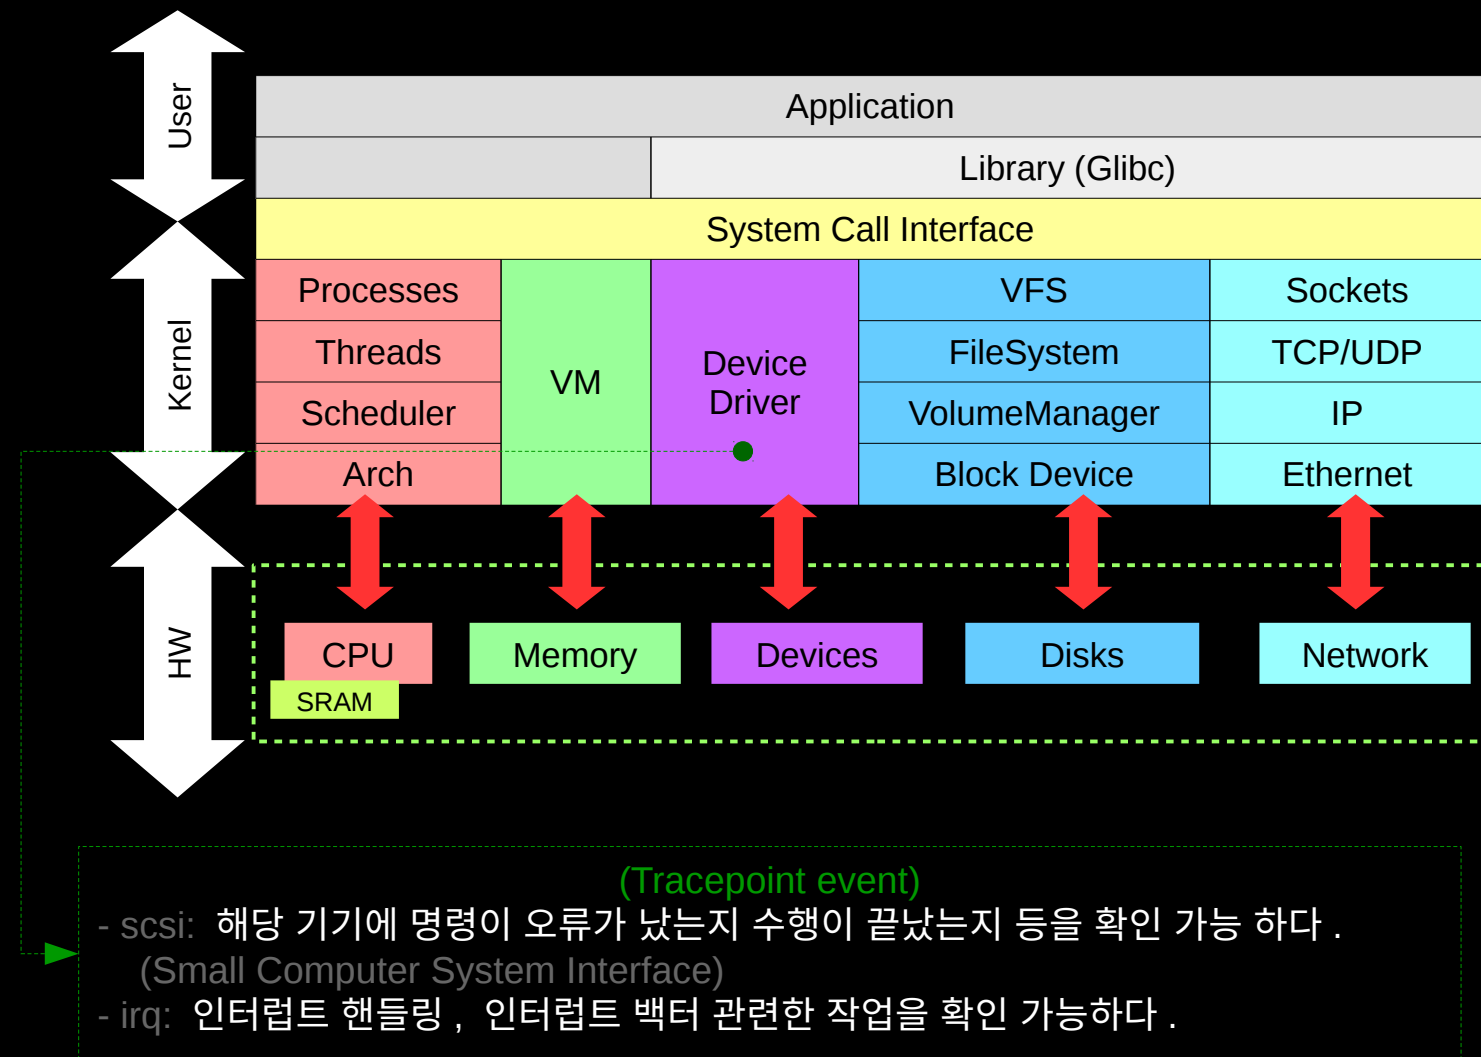 User
Application
Library (Glibc)
System Call Interface
Kernel
Processes
Threads
Scheduler
Arch
VM
Device
Driver
VFS
FileSystem
VolumeManager
Block Device
Sockets
TCP/UDP
IP
Ethernet
HW
CPU
SRAM
Memory
Devices
Disks
Network
(Tracepoint event)
- scsi: 해당 기기에 명령이 오류가 났는지 수행이 끝났는지 등을 확인 가능 하다 .
(Small Computer System Interface)
- irq: 인터럽트 핸들링 , 인터럽트 백터 관련한 작업을 확인 가능하다 .